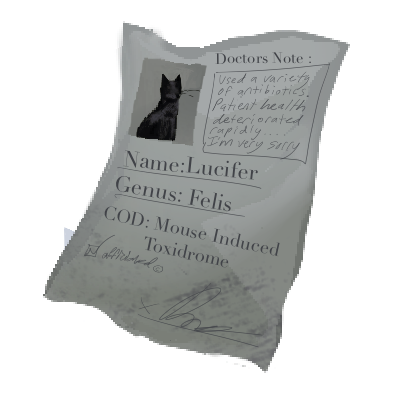 Doctors Note :
Used a variety
of antibiotics.
Patient health
deteriorated
rapidly....
I'm very sorry
Name:Lucifer
Genus: Felis
COD: Mouse Induced
Toxidrome